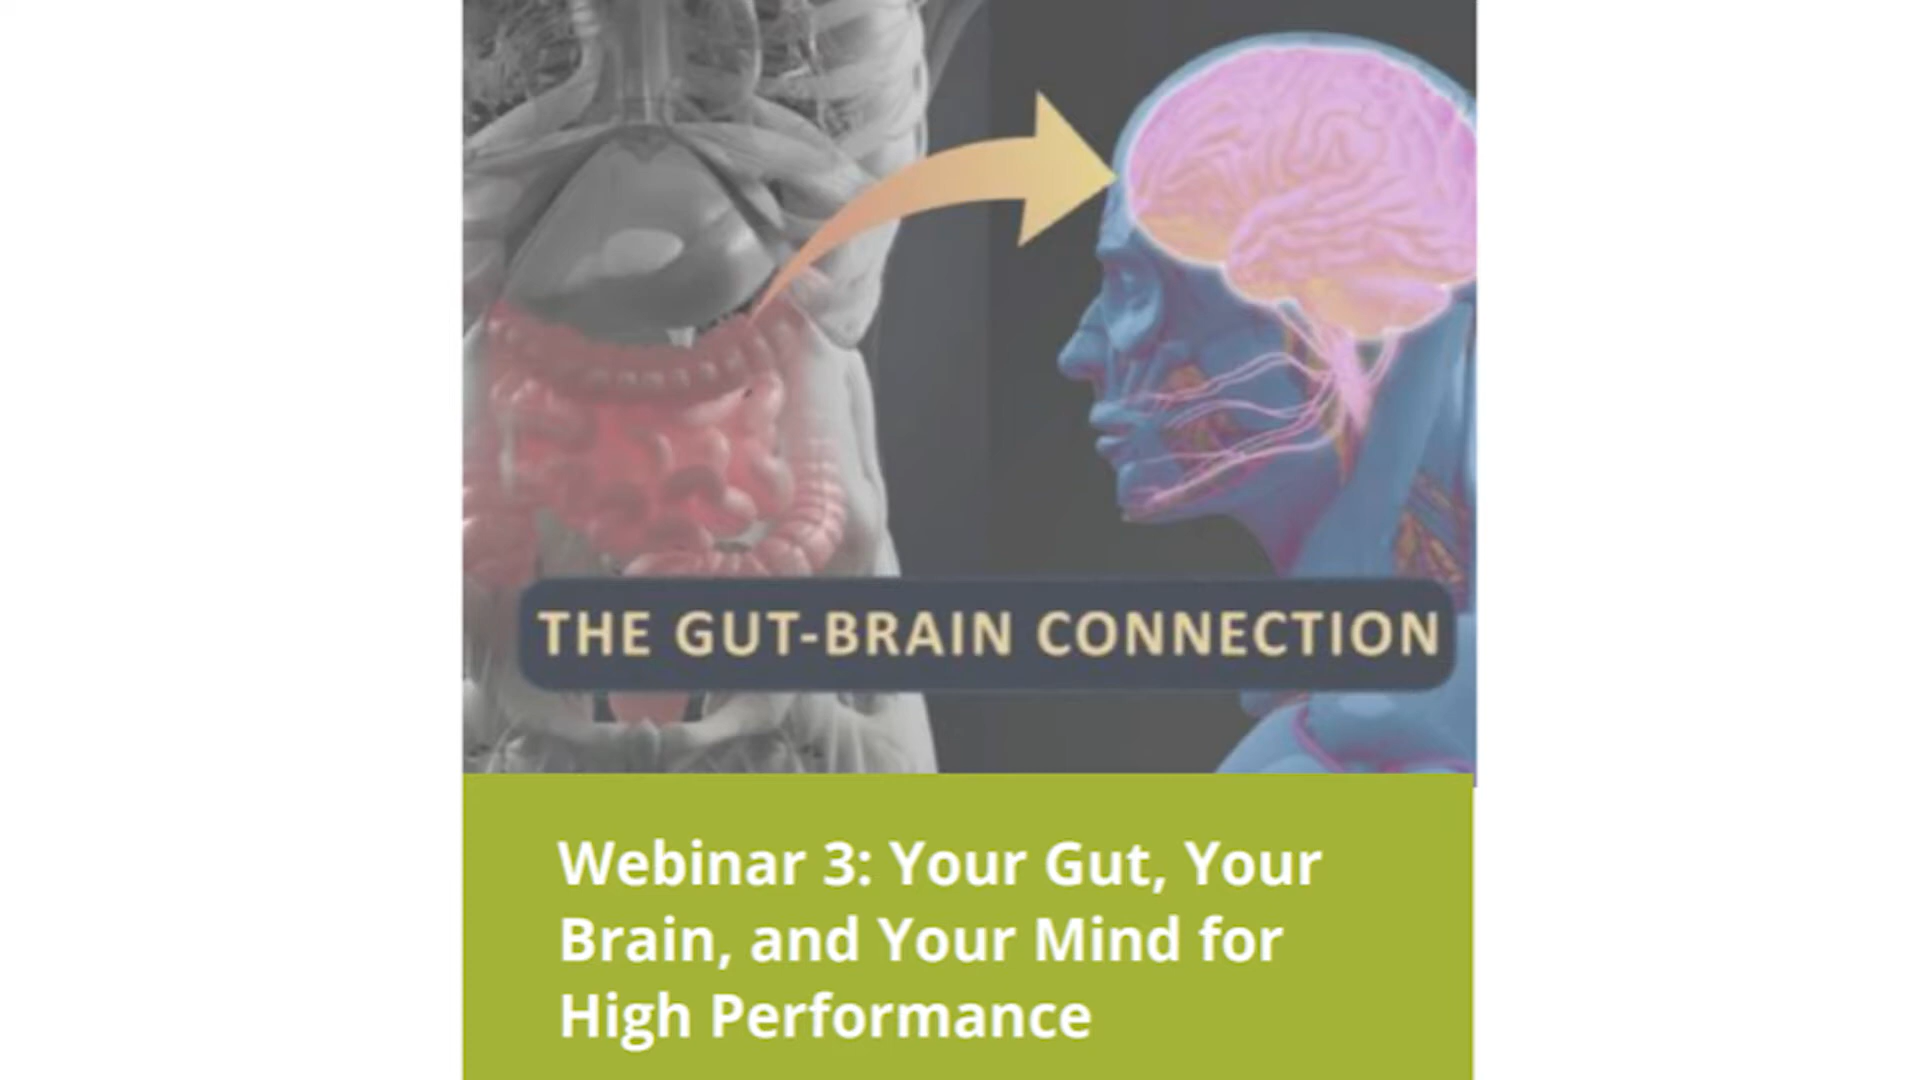 THE GUT-BRAIN CONNECTION
Webinar 3: Your Gut, Your
Brain, and Your Mind for
High Performance